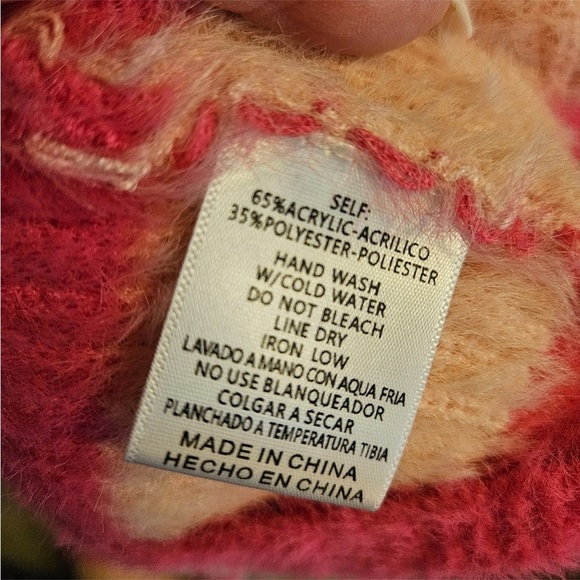 SELF:
65%ACRYLIC-ACRILICO
35%POLYESTER-POLIESTER
HAND WASH
W/COLD WATER
DO NOT BLEACH
LINE DRY
IRON LOW
LAVADO A MANO CON AQUA FRIA
NO USE BLANQUEADOR
COLGAR A SECAR
PLANCHADO A TEMPERATURA TIBIA
MADE IN CHINA
HECHO EN CHINA